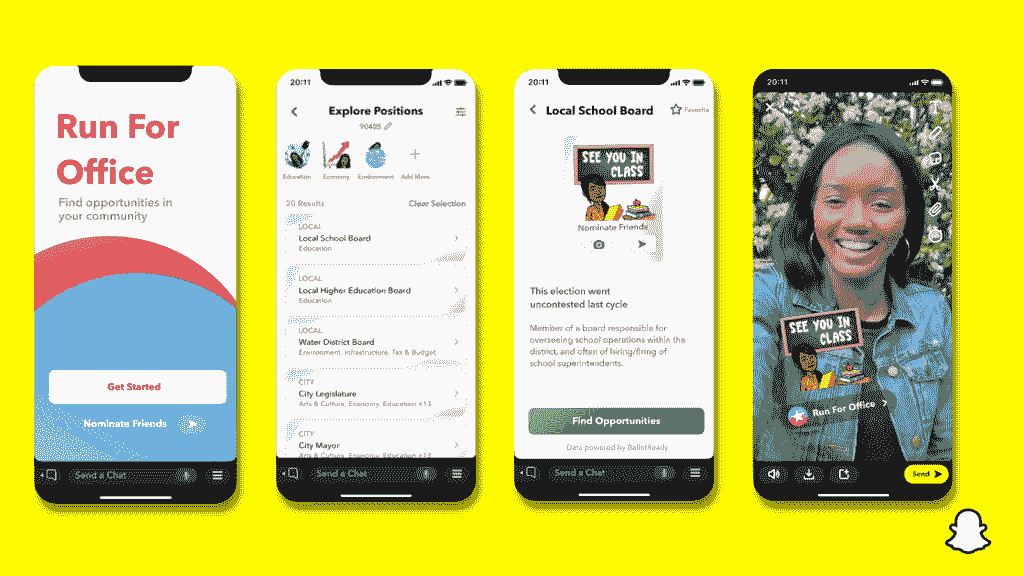 Run For
Office
Find opportunities in
your community
Get Started
Nominate Friends
Send a Chat
20:11
Explore Positions
90405
Education
Economy
Environment
Add More
20 Results
Clear Selection
LOCAL
Local School Board
Education
LOCAL
Local Higher Education Board
Education
LOCAL
Water District Board
Environment, Infrastructure, Tax & Budget
CITY
City Legislature
Arts & Culture, Economy, Education +13
CITY
City Mayor
Arts & Culture, Economy, Education +13
Send a Chat
20:11
Local School Board
Favorite
SEE YOU IN
CLASS
Nominate Friends
This election went
uncontested last cycle
Member of a board responsible for
overseeing school operations within the
district, and often of hiring/firing of
school superintendents.
Find Opportunities
Data powered by BallotReady
Send a Chat
20:11
SEE YOU IN
CLASS
Run For Office
Send